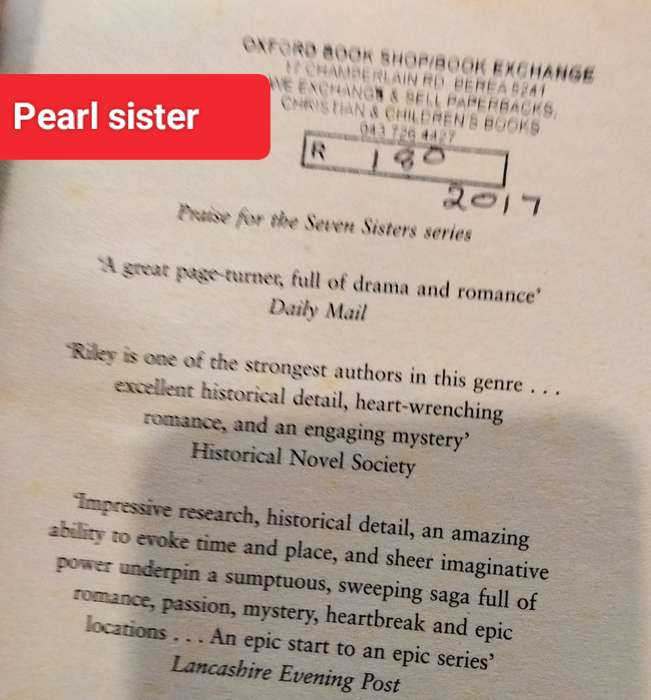 OXFORD BOOK SHOP/BOOK EXCHANGE
17 CHAMBERLAIN RD BEREA 5241
WE EXCHANGE & SELL PAPERBACKS,
CHRISTIAN & CHILDREN'S BOOKS
043 726 4427
Pearl sister
R 180
2017
Praise for the Seven Sisters series
‘A great page-turner, full of drama and romance’
Daily Mail
‘Riley is one of the strongest authors in this genre . . .
excellent historical detail, heart-wrenching
romance, and an engaging mystery’
Historical Novel Society
‘Impressive research, historical detail, an amazing
ability to evoke time and place, and sheer imaginative
power underpin a sumptuous, sweeping saga full of
romance, passion, mystery, heartbreak and epic
locations . . . An epic start to an epic series’
Lancashire Evening Post